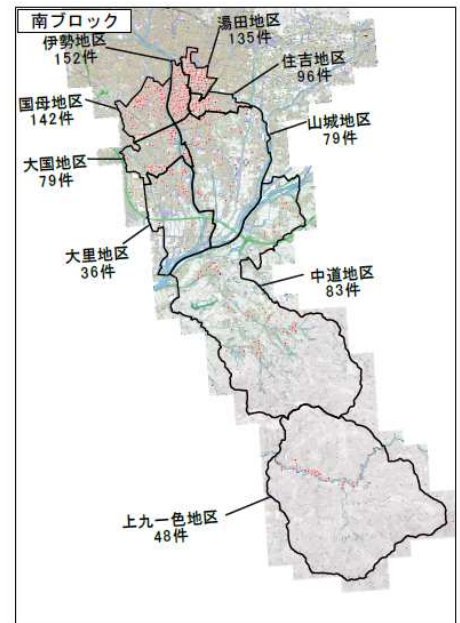 南ブロック
湯田地区
135件
伊勢地区
152件
住吉地区
96件
国母地区
142件
山城地区
79件
大国地区
79件
大里地区
36件
中道地区
83件
上九一色地区
48件